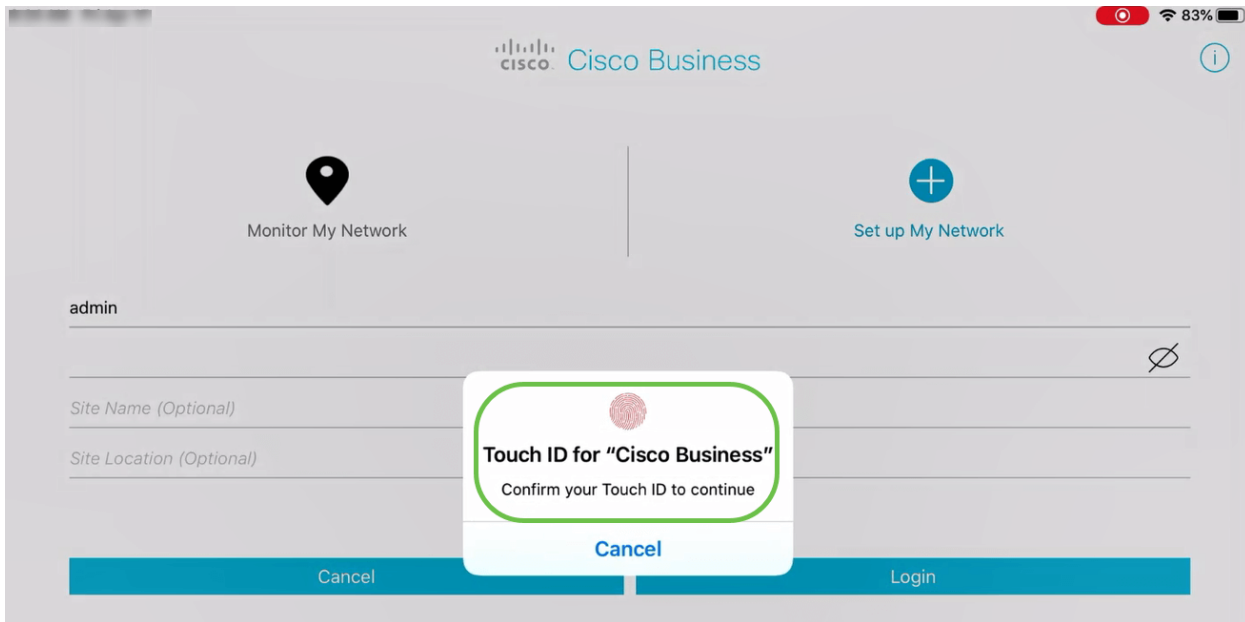 83%
cisco. Cisco Business
i
Monitor My Network
Set up My Network
admin
Site Name (Optional)
Site Location (Optional)
Touch ID for “Cisco Business”
Confirm your Touch ID to continue
Cancel
Cancel
Login